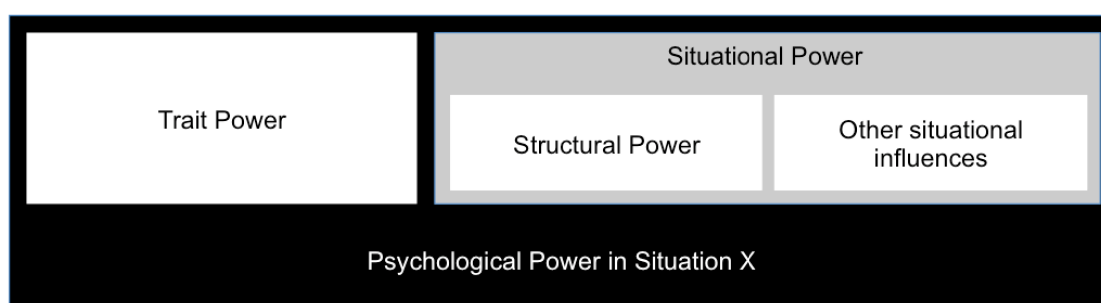 Situational Power
Trait Power
Structural Power
Other situational
influences
Psychological Power in Situation X